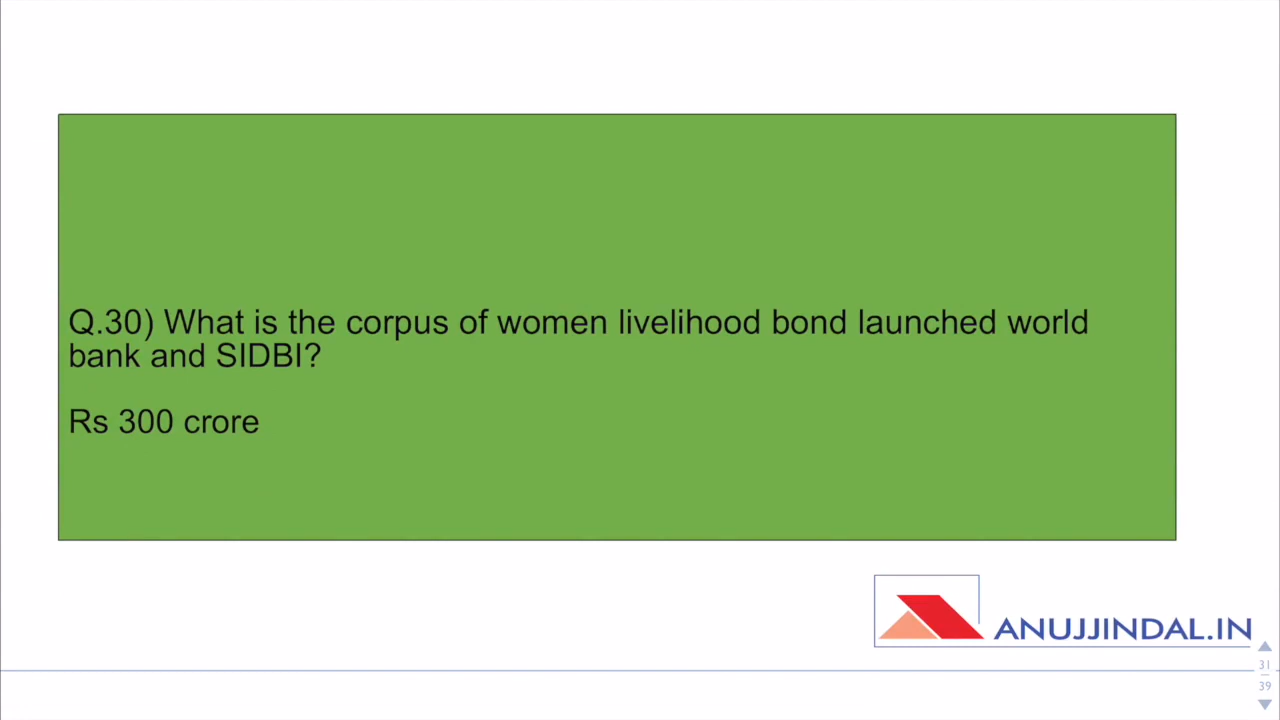 Q.30) What is the corpus of women livelihood bond launched world
bank and SIDBI?
Rs 300 crore
ANUJJINDAL.IN
31
39